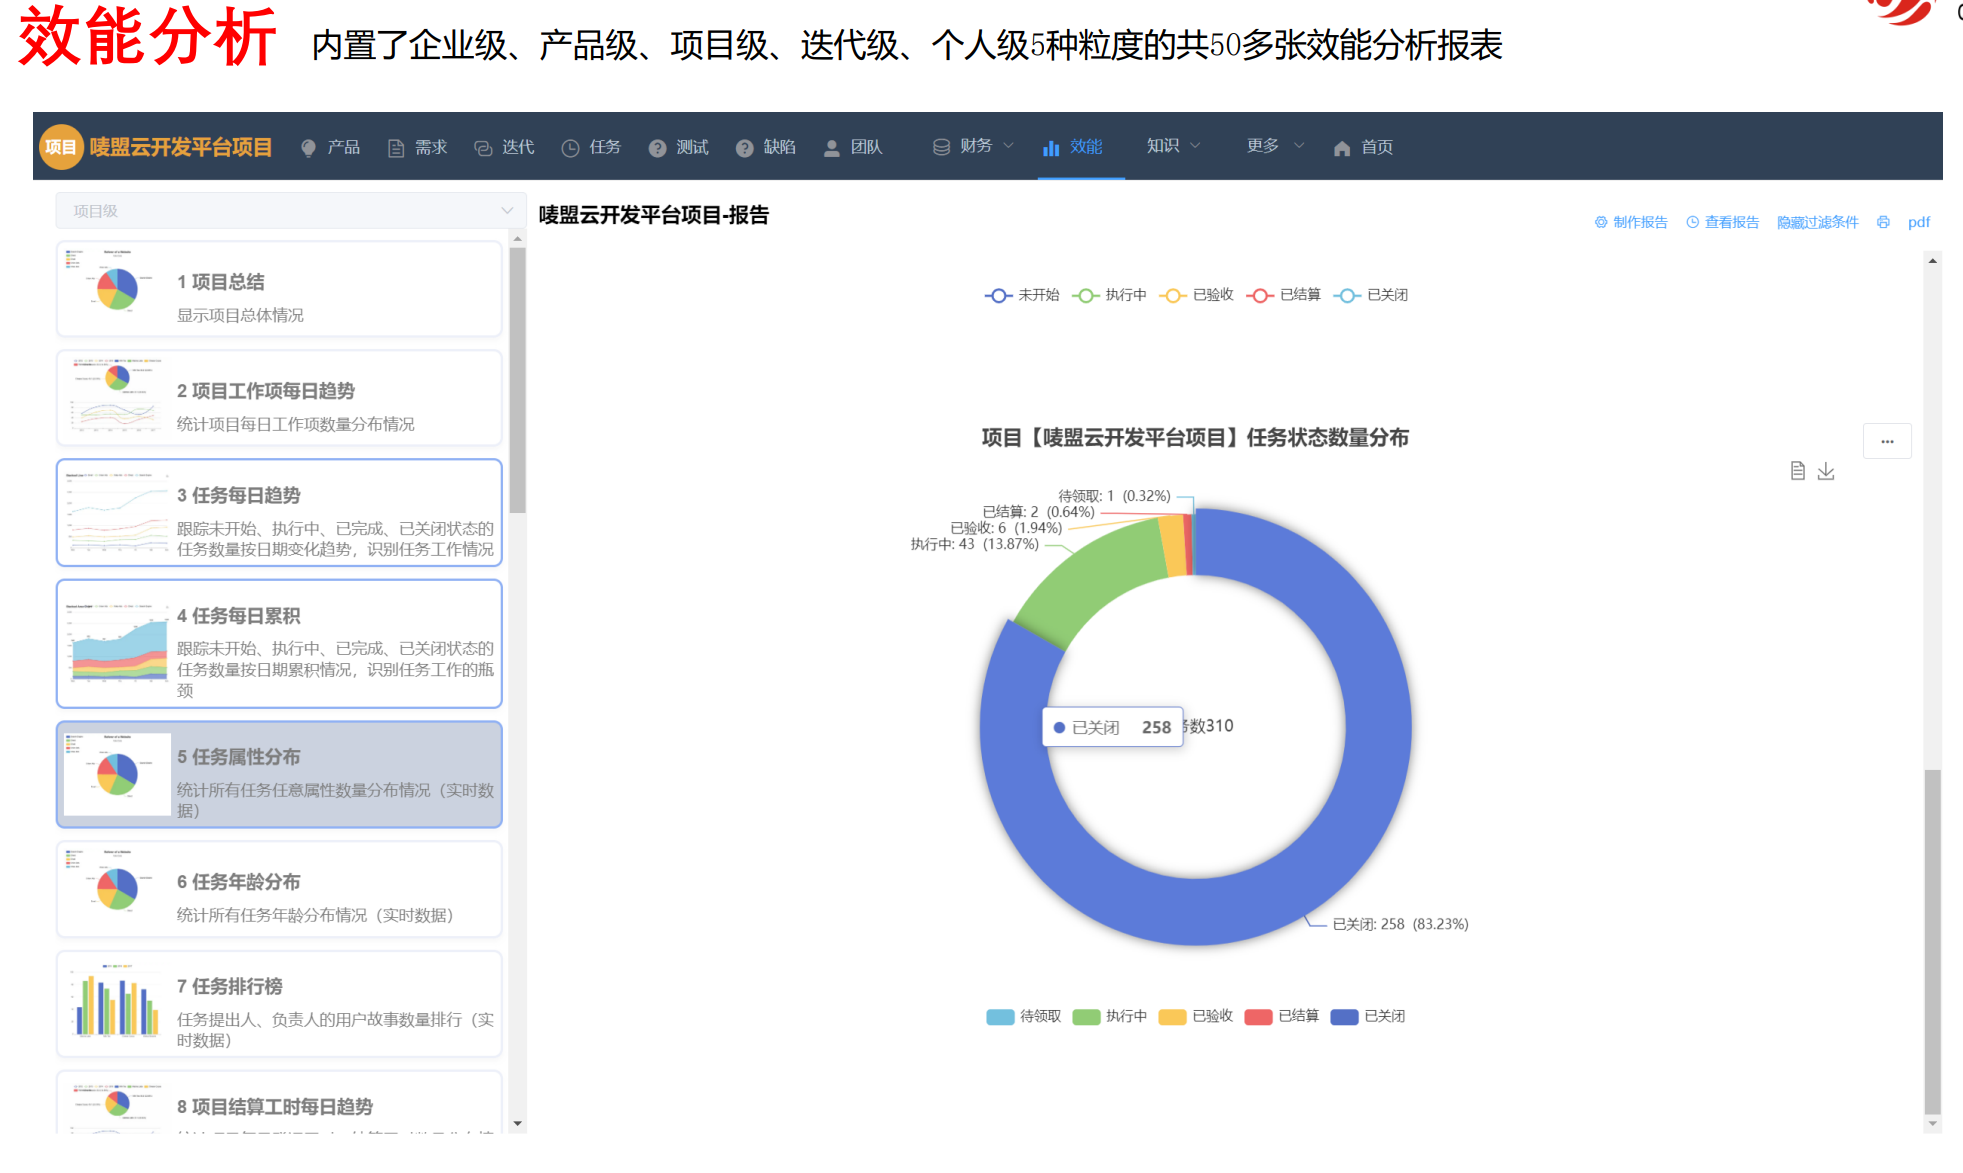 效能分析 内置了企业级、产品级、项目级、迭代级、个人级5种粒度的共50多张效能分析报表
项目 唛盟云开发平台项目 产品 需求 迭代 任务 测试 缺陷 团队 财务 效能 知识 更多 首页
项目级
1 项目总结
显示项目总体情况
2 项目工作项每日趋势
统计项目每日工作项数量分布情况
3 任务每日趋势
跟踪未开始、执行中、已完成、已关闭状态的
任务数量按日期变化趋势，识别任务工作情况
4 任务每日累积
跟踪未开始、执行中、已完成、已关闭状态的
任务数量按日期累积情况，识别任务工作的瓶
颈
5 任务属性分布
统计所有任务任意属性数量分布情况（实时数
据）
6 任务年龄分布
统计所有任务年龄分布情况（实时数据）
7 任务排行榜
任务提出人、负责人的用户故事数量排行（实
时数据）
8 项目结算工时每日趋势
唛盟云开发平台项目-报告
制作报告 查看报告 隐藏过滤条件 pdf
未开始 执行中 已验收 已结算 已关闭
项目【唛盟云开发平台项目】任务状态数量分布
...
待领取: 1 (0.32%)
已结算: 2 (0.64%)
已验收: 6 (1.94%)
执行中: 43 (13.87%)
已关闭 258
数310
已关闭: 258 (83.23%)
待领取 执行中 已验收 已结算 已关闭